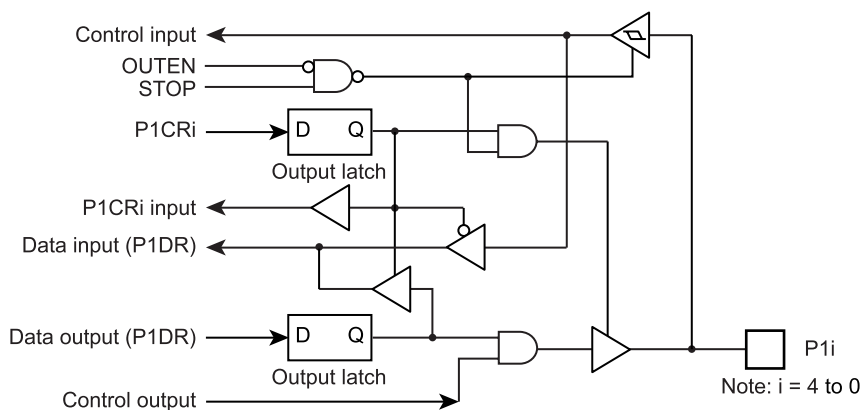 Control input
OUTEN
STOP
P1CRi
D Q
Output latch
P1CRi input
Data input (P1DR)
Data output (P1DR)
D Q
Output latch
P1i
Note: i = 4 to 0
Control output